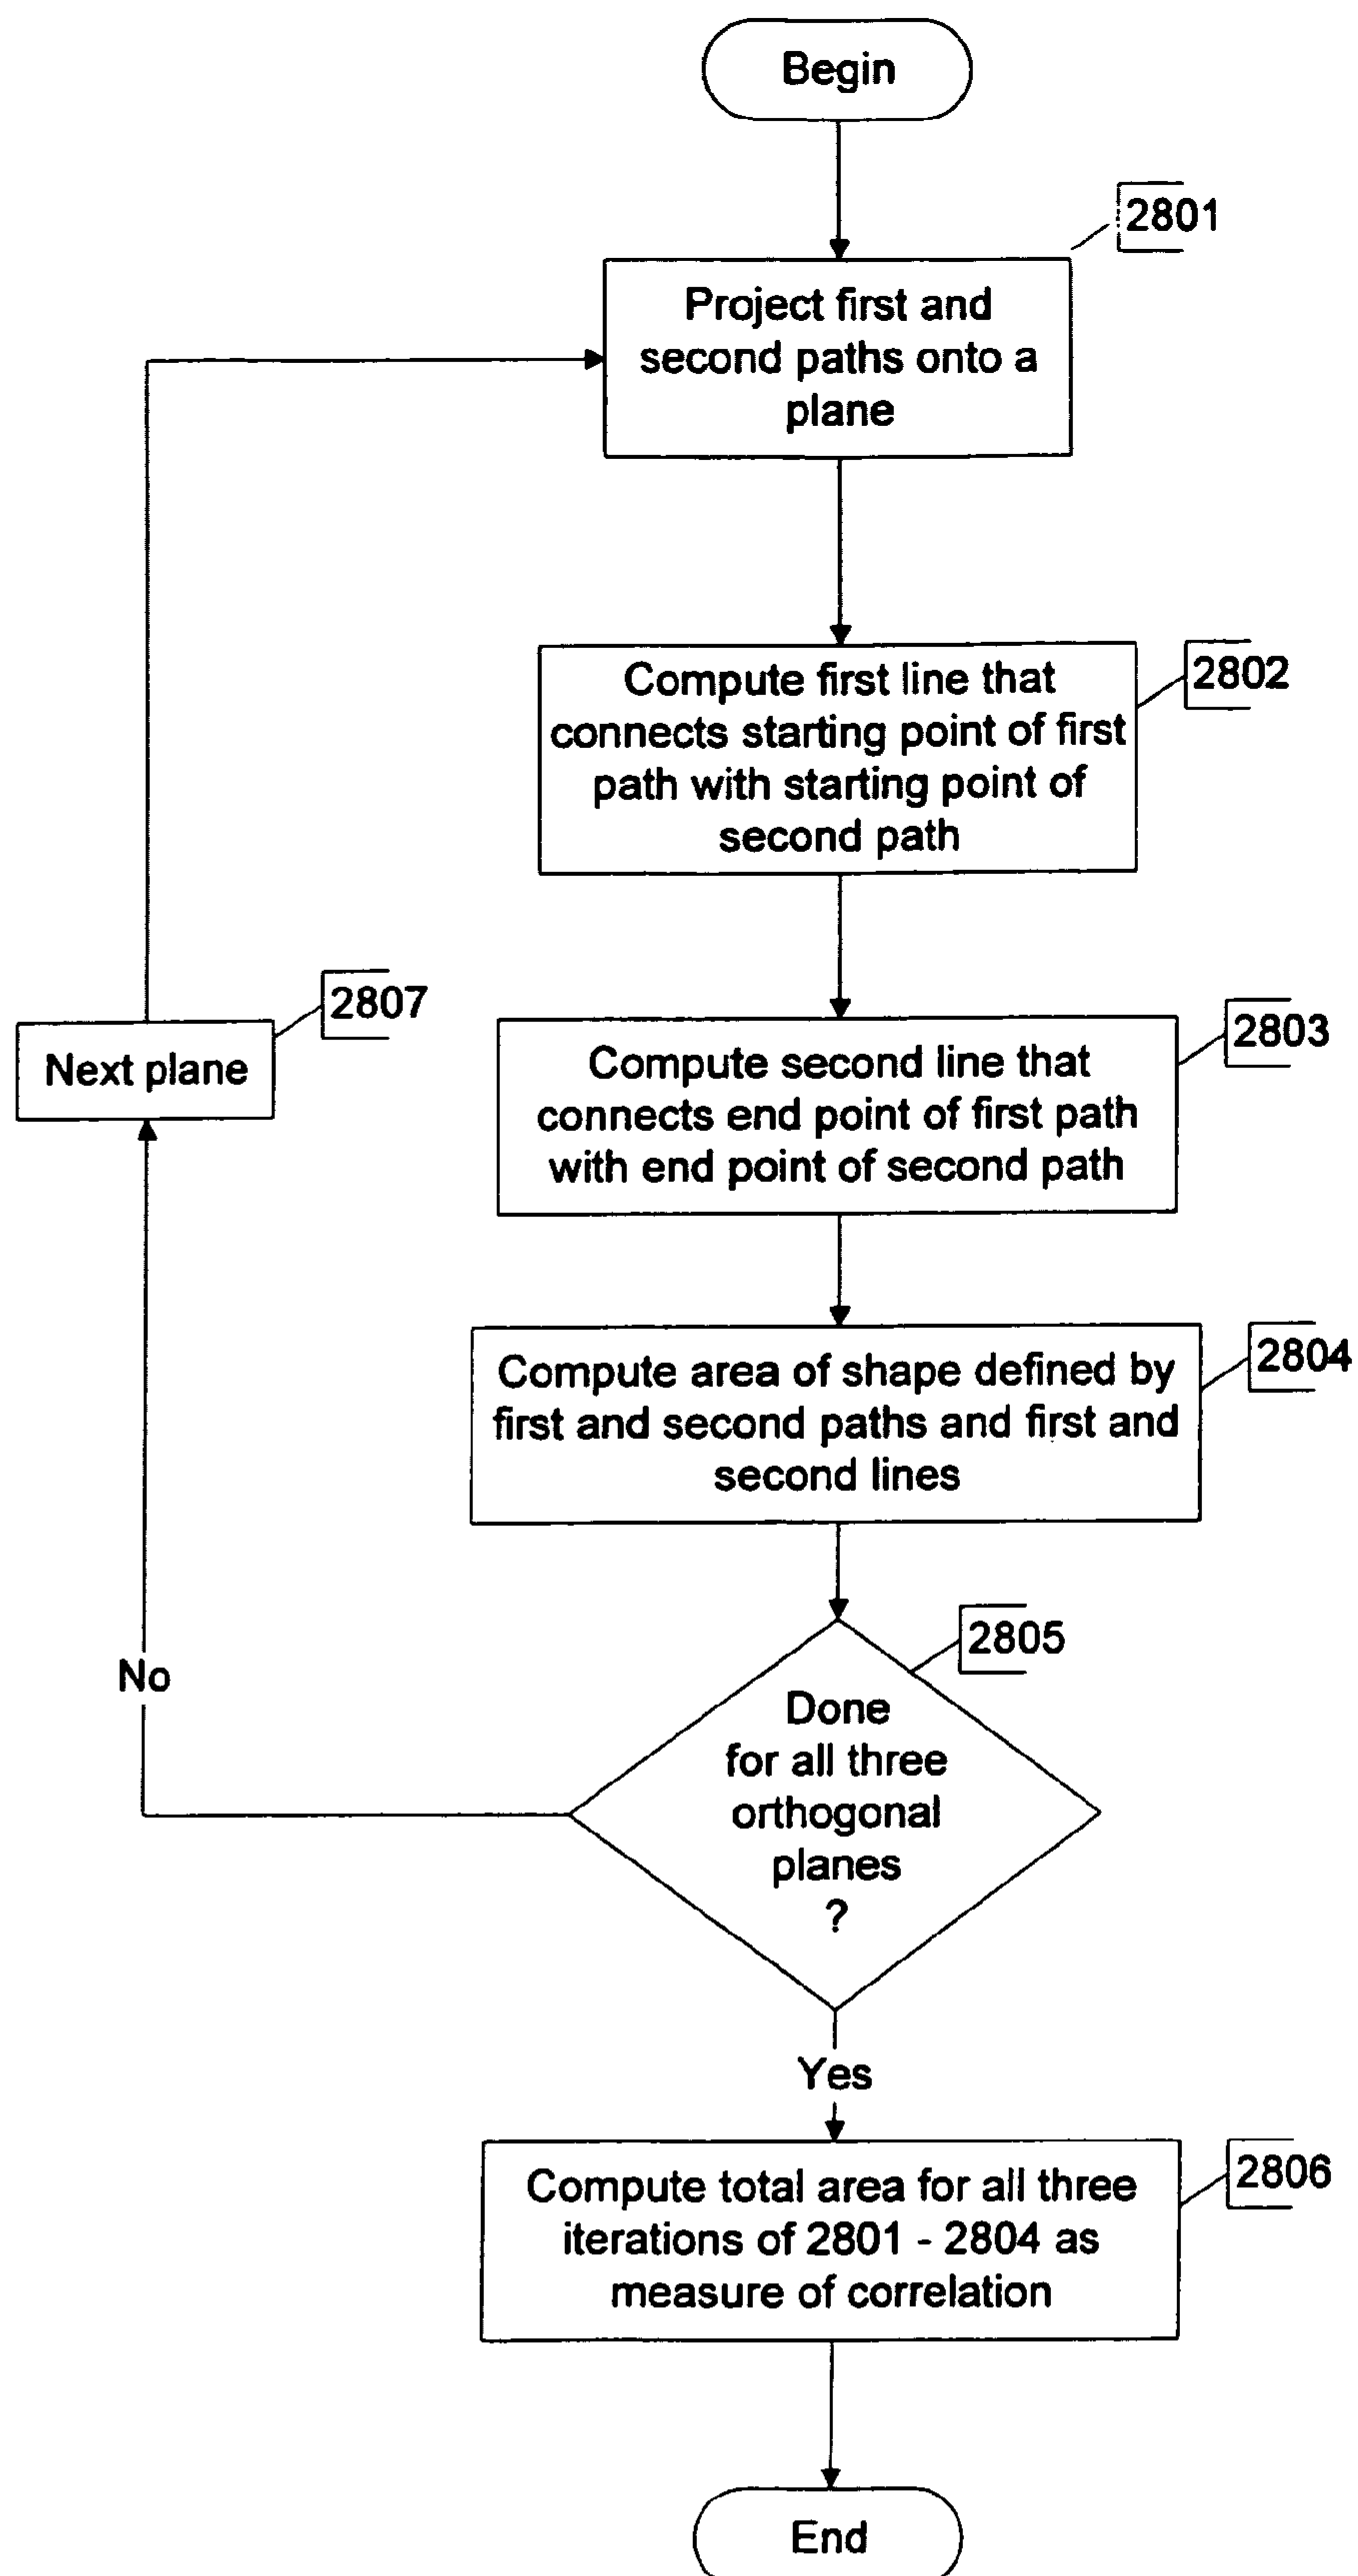 Begin
2801
Project first and
second paths onto a
plane
2802
Compute first line that
connects starting point of first
path with starting point of
second path
2807
Next plane
2803
Compute second line that
connects end point of first path
with end point of second path
2804
Compute area of shape defined by
first and second paths and first and
second lines
2805
Done
for all three
orthogonal
planes
?
No
Yes
2806
Compute total area for all three
iterations of 2801 - 2804 as
measure of correlation
End